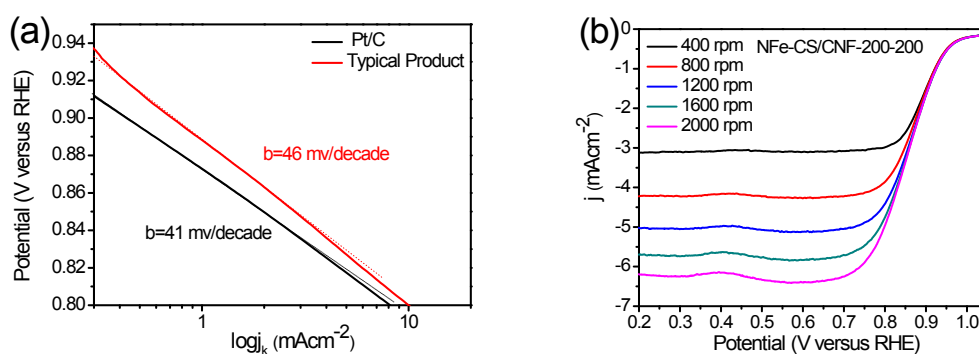 (a)
Pt/C
Typical Product
b=46 mv/decade
b=41 mv/decade
0.94
0.92
0.90
0.88
0.86
0.84
0.82
0.80
Potential (V versus RHE)
1
10
logjk (mAcm-2)
(b)
400 rpm
NFe-CS/CNF-200-200
800 rpm
1200 rpm
1600 rpm
2000 rpm
0
-1
-2
-3
-4
-5
-6
-7
j (mAcm-2)
0.2 0.3 0.4 0.5 0.6 0.7 0.8 0.9 1.0
Potential (V versus RHE)